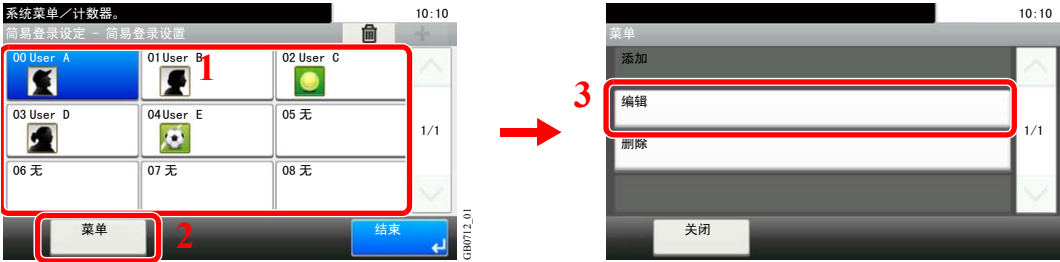 系统菜单／计数器。
10:10
简易登录设定 - 简易登录设置
00 User A
01 User B
02 User C
03 User D
04 User E
05 无
06 无
07 无
08 无
1/1
菜单
结束
1
2
GB0712_01
10:10
菜单
添加
编辑
删除
1/1
关闭
3